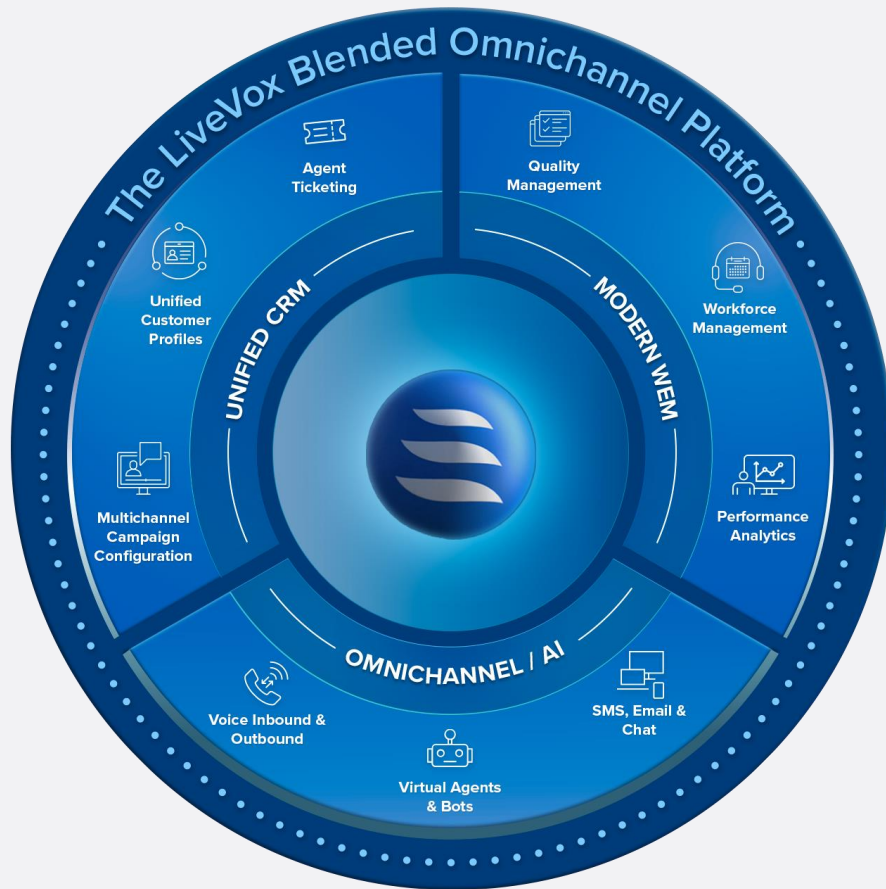 The LiveVox Blended Omnichannel Platform
UNIFIED CRM
Agent
Ticketing
Unified
Customer
Profiles
Multichannel
Campaign
Configuration
MODERN WEM
Quality
Management
Workforce
Management
Performance
Analytics
OMNICHANNEL / AI
Voice Inbound &
Outbound
Virtual Agents
& Bots
SMS, Email &
Chat